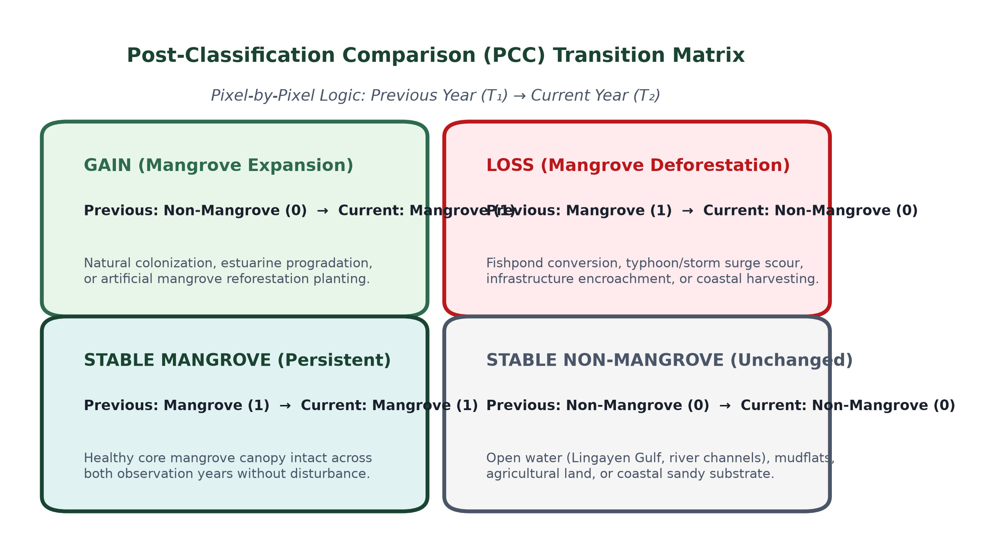 Post-Classification Comparison (PCC) Transition Matrix
Pixel-by-Pixel Logic: Previous Year (T₁) → Current Year (T₂)
GAIN (Mangrove Expansion)
Previous: Non-Mangrove (0) → Current: Mangrove (1)
Natural colonization, estuarine progradation,
or artificial mangrove reforestation planting.
LOSS (Mangrove Deforestation)
Previous: Mangrove (1) → Current: Non-Mangrove (0)
Fishpond conversion, typhoon/storm surge scour,
infrastructure encroachment, or coastal harvesting.
STABLE MANGROVE (Persistent)
Previous: Mangrove (1) → Current: Mangrove (1)
Healthy core mangrove canopy intact across
both observation years without disturbance.
STABLE NON-MANGROVE (Unchanged)
Previous: Non-Mangrove (0) → Current: Non-Mangrove (0)
Open water (Lingayen Gulf, river channels), mudflats,
agricultural land, or coastal sandy substrate.